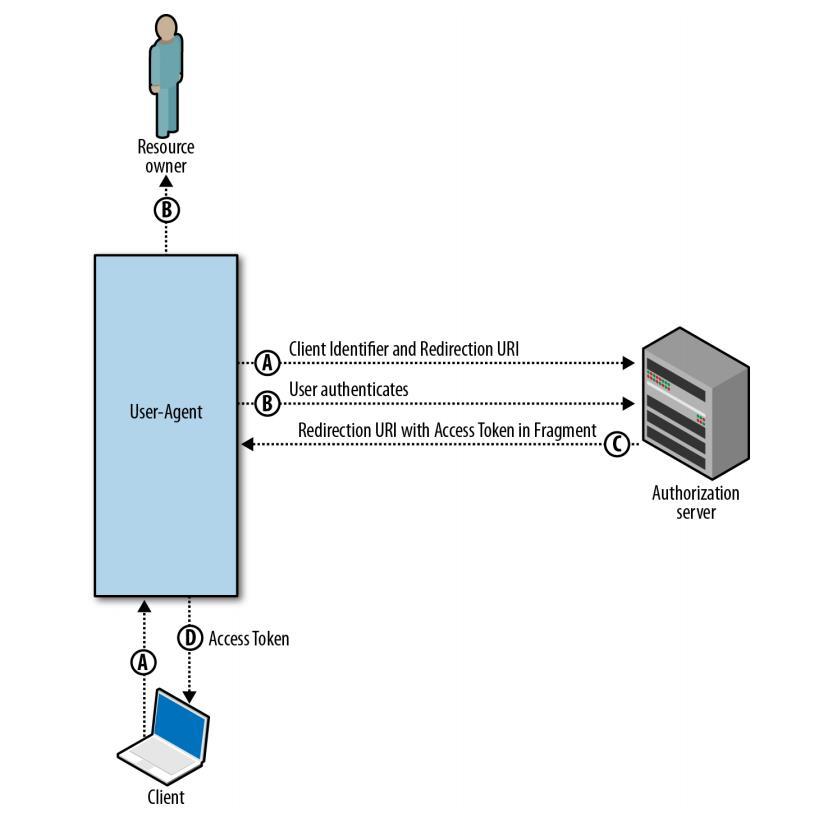 Resource
owner
B
A
Client Identifier and Redirection URI
B
User authenticates
User-Agent
Redirection URI with Access Token in Fragment
C
Authorization
server
D
Access Token
A
Client